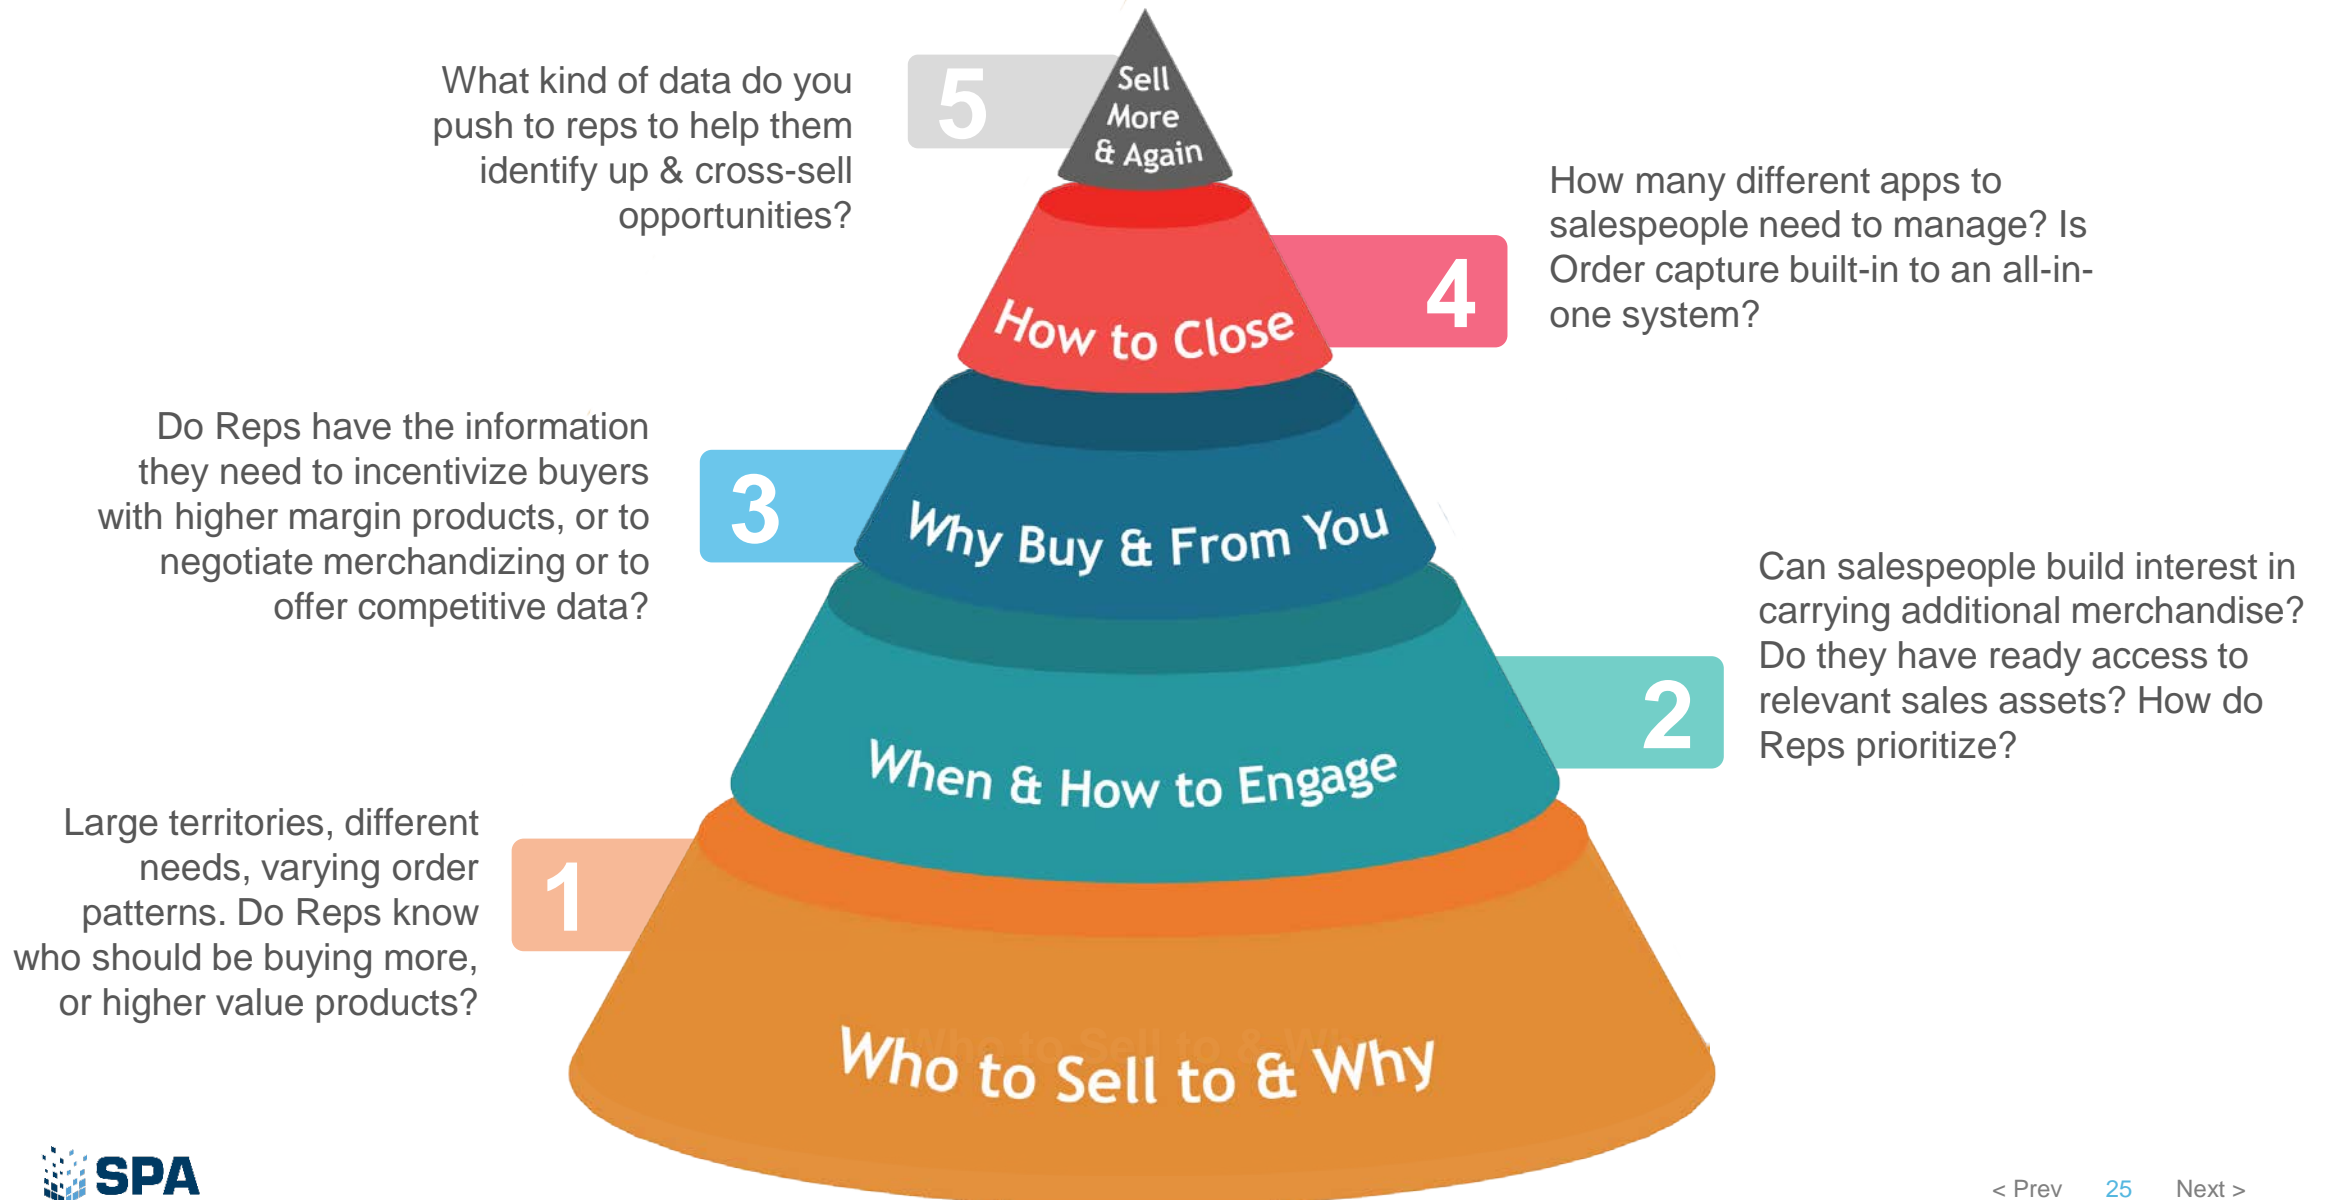 What kind of data do you
push to reps to help them
identify up & cross-sell
opportunities?
5
Sell
More
& Again
How many different apps to
salespeople need to manage? Is
Order capture built-in to an all-in-
one system?
4
How to Close
Do Reps have the information
they need to incentivize buyers
with higher margin products, or to
negotiate merchandizing or to
offer competitive data?
3
Why Buy & From You
Can salespeople build interest in
carrying additional merchandise?
Do they have ready access to
relevant sales assets? How do
Reps prioritize?
2
When & How to Engage
Large territories, different
needs, varying order
patterns. Do Reps know
who should be buying more,
or higher value products?
1
Who to Sell to & Why
SPA
< Prev 25 Next >